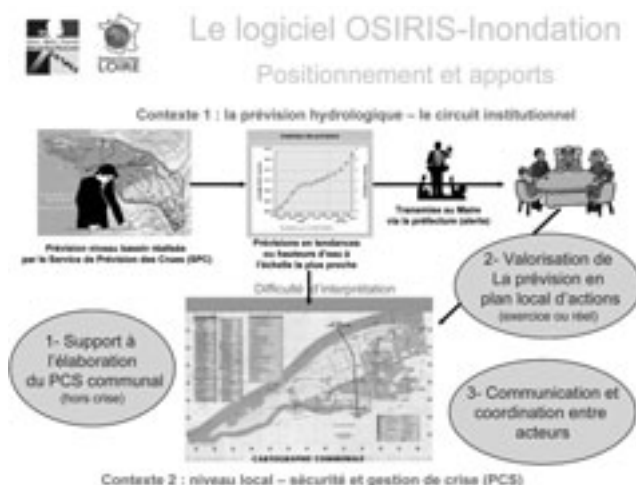 Le logiciel OSIRIS-Inondation
Positionnement et apports
LOIRE
Contexte 1 : la prévision hydrologique – le circuit institutionnel
Prévision niveau bassin réalisée
par le Service de Prévision des Crues (SPC)
Prévisions en tendances
ou hauteurs d'eau à
l'échelle la plus proche
Transmises au Maire
via la préfecture (alerte)
Difficulté d'interprétation
2- Valorisation de
La prévision en
plan local d'actions
(exercice ou réel)
1- Support à
l'élaboration
du PCS communal
(hors crise)
3- Communication et
coordination entre
acteurs
CARTOGRAPHIE COMMUNALE
Contexte 2 : niveau local – sécurité et gestion de crise (PCS)